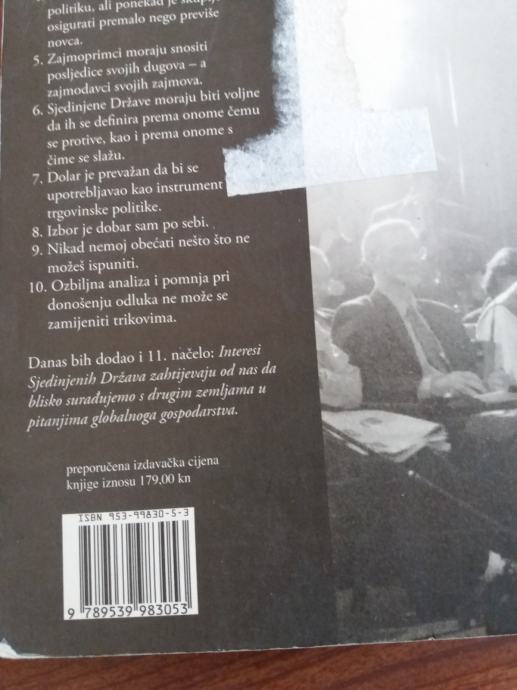 politiku, ali ponekad je skuplje
osigurati premalo nego previše
novca.
5. Zajmoprimci moraju snositi
posljedice svojih dugova – a
zajmodavci svojih zajmova.
6. Sjedinjene Države moraju biti voljne
da ih se definira prema onome čemu
se protive, kao i prema onome s
čime se slažu.
7. Dolar je prevažan da bi se
upotrebljavao kao instrument
trgovinske politike.
8. Izbor je dobar sam po sebi.
9. Nikad nemoj obećati nešto što ne
možeš ispuniti.
10. Ozbiljna analiza i pomnja pri
donošenju odluka ne može se
zamijeniti trikovima.
Danas bih dodao i 11. načelo: Interesi
Sjedinjenih Država zahtijevaju od nas da
blisko surađujemo s drugim zemljama u
pitanjima globalnoga gospodarstva.
preporučena izdavačka cijena
knjige iznosu 179,00 kn
ISBN 953-99830-5-3
9 789539 983053